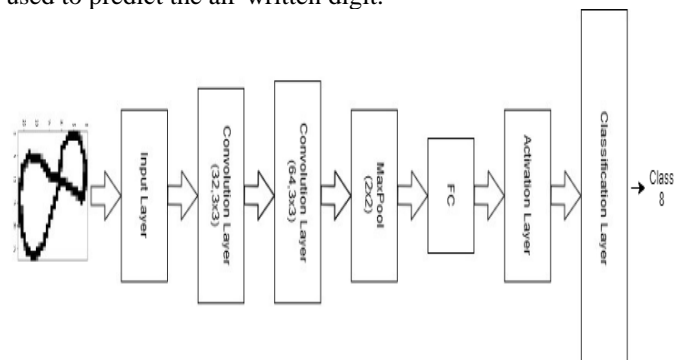 used to predict the air-written digit.
Input Layer
Convolution Layer
(32,3x3)
Convolution Layer
(64,3x3)
MaxPool
(2x2)
FC
Activation Layer
Classification Layer
Class
8